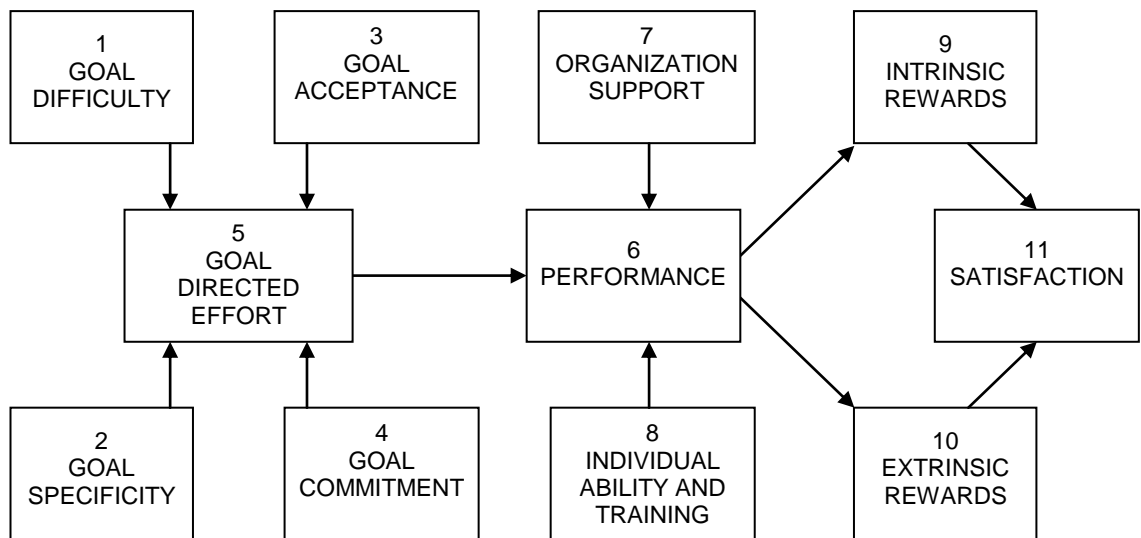 1
GOAL
DIFFICULTY
3
GOAL
ACCEPTANCE
7
ORGANIZATION
SUPPORT
9
INTRINSIC
REWARDS
5
GOAL
DIRECTED
EFFORT
6
PERFORMANCE
11
SATISFACTION
2
GOAL
SPECIFICITY
4
GOAL
COMMITMENT
8
INDIVIDUAL
ABILITY AND
TRAINING
10
EXTRINSIC
REWARDS